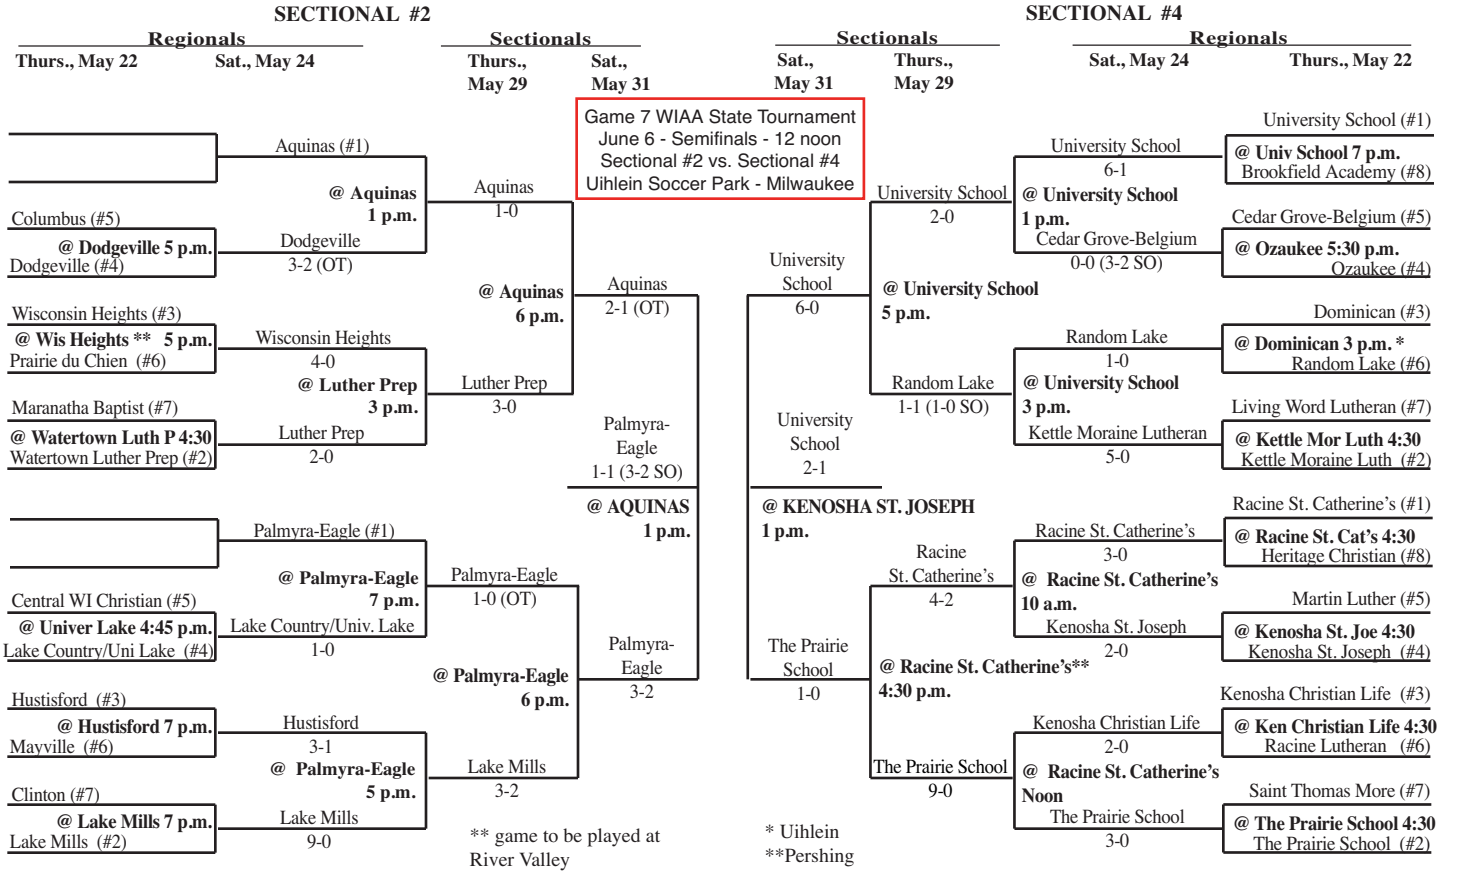 SECTIONAL #2
Regionals
Sectionals
Thurs., May 22
Sat., May 24
Thurs.,
May 29
Sat.,
May 31
Aquinas (#1)
Columbus (#5)
@ Dodgeville 5 p.m.
Dodgeville (#4)
@ Aquinas
1 p.m.
Dodgeville
3-2 (OT)
Wisconsin Heights (#3)
@ Wis Heights ** 5 p.m.
Prairie du Chien (#6)
Wisconsin Heights
4-0
@ Luther Prep
3 p.m.
Maranatha Baptist (#7)
@ Watertown Luth P 4:30
Watertown Luther Prep (#2)
Luther Prep
2-0
Aquinas
1-0
@ Aquinas
6 p.m.
Luther Prep
3-0
Aquinas
2-1 (OT)
Palmyra-
Eagle
1-1 (3-2 SO)
@ AQUINAS
1 p.m.
Palmyra-Eagle (#1)
Central WI Christian (#5)
@ Univer Lake 4:45 p.m.
Lake Country/Uni Lake (#4)
@ Palmyra-Eagle
7 p.m.
Lake Country/Univ. Lake
1-0
Hustisford (#3)
@ Hustisford 7 p.m.
Mayville (#6)
Hustisford
3-1
@ Palmyra-Eagle
5 p.m.
Clinton (#7)
@ Lake Mills 7 p.m.
Lake Mills (#2)
Lake Mills
9-0
Palmyra-Eagle
1-0 (OT)
@ Palmyra-Eagle
6 p.m.
Lake Mills
3-2
Palmyra-
Eagle
3-2
** game to be played at
River Valley
Game 7 WIAA State Tournament
June 6 - Semifinals - 12 noon
Sectional #2 vs. Sectional #4
Uihlein Soccer Park - Milwaukee
SECTIONAL #4
Sectionals
Regionals
Sat.,
May 31
Thurs.,
May 29
Sat., May 24
Thurs., May 22
University School (#1)
@ Univ School 7 p.m.
Brookfield Academy (#8)
University School
6-1
@ University School
1 p.m.
Cedar Grove-Belgium (#5)
@ Ozaukee 5:30 p.m.
Ozaukee (#4)
Cedar Grove-Belgium
0-0 (3-2 SO)
University School
2-0
University
School
6-0
@ University School
5 p.m.
Dominican (#3)
@ Dominican 3 p.m. *
Random Lake (#6)
Random Lake
1-0
@ University School
3 p.m.
Living Word Lutheran (#7)
@ Kettle Mor Luth 4:30
Kettle Moraine Luth (#2)
Kettle Moraine Lutheran
5-0
Random Lake
1-1 (1-0 SO)
University
School
2-1
@ KENOSHA ST. JOSEPH
1 p.m.
Racine St. Catherine's (#1)
@ Racine St. Cat's 4:30
Heritage Christian (#8)
Racine St. Catherine's
3-0
@ Racine St. Catherine's
10 a.m.
Martin Luther (#5)
@ Kenosha St. Joe 4:30
Kenosha St. Joseph (#4)
Kenosha St. Joseph
2-0
Racine
St. Catherine's
4-2
The Prairie
School
1-0
@ Racine St. Catherine's**
4:30 p.m.
Kenosha Christian Life (#3)
@ Ken Christian Life 4:30
Racine Lutheran (#6)
Kenosha Christian Life
2-0
@ Racine St. Catherine's
Noon
Saint Thomas More (#7)
@ The Prairie School 4:30
The Prairie School (#2)
The Prairie School
3-0
The Prairie School
9-0
* Uihlein
**Pershing